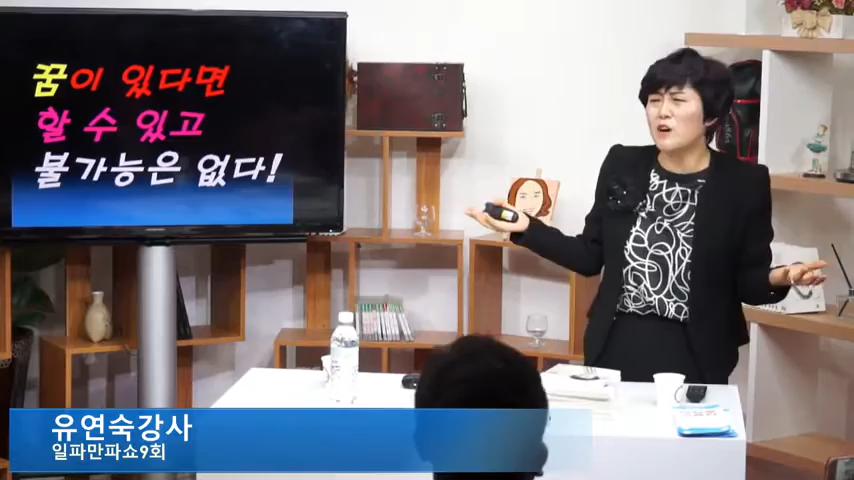 꿈이 있다면
할 수 있고
불가능은 없다!
유연숙강사
일파만파쇼9회